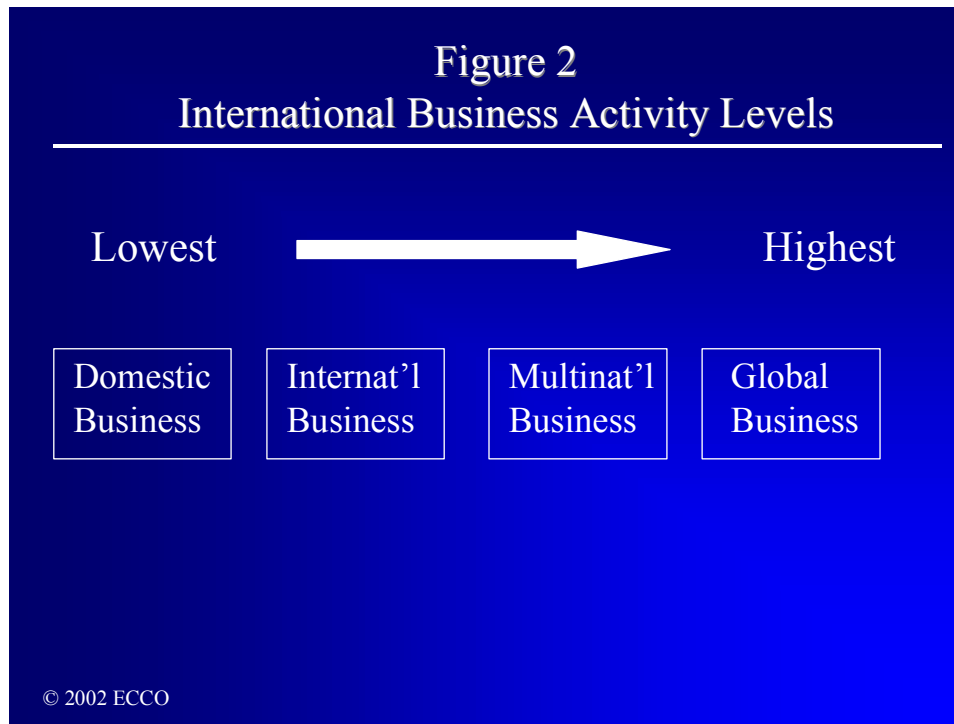 Figure 2
International Business Activity Levels
Lowest
Highest
Domestic
Business
Internat’l
Business
Multinat’l
Business
Global
Business
© 2002 ECCO